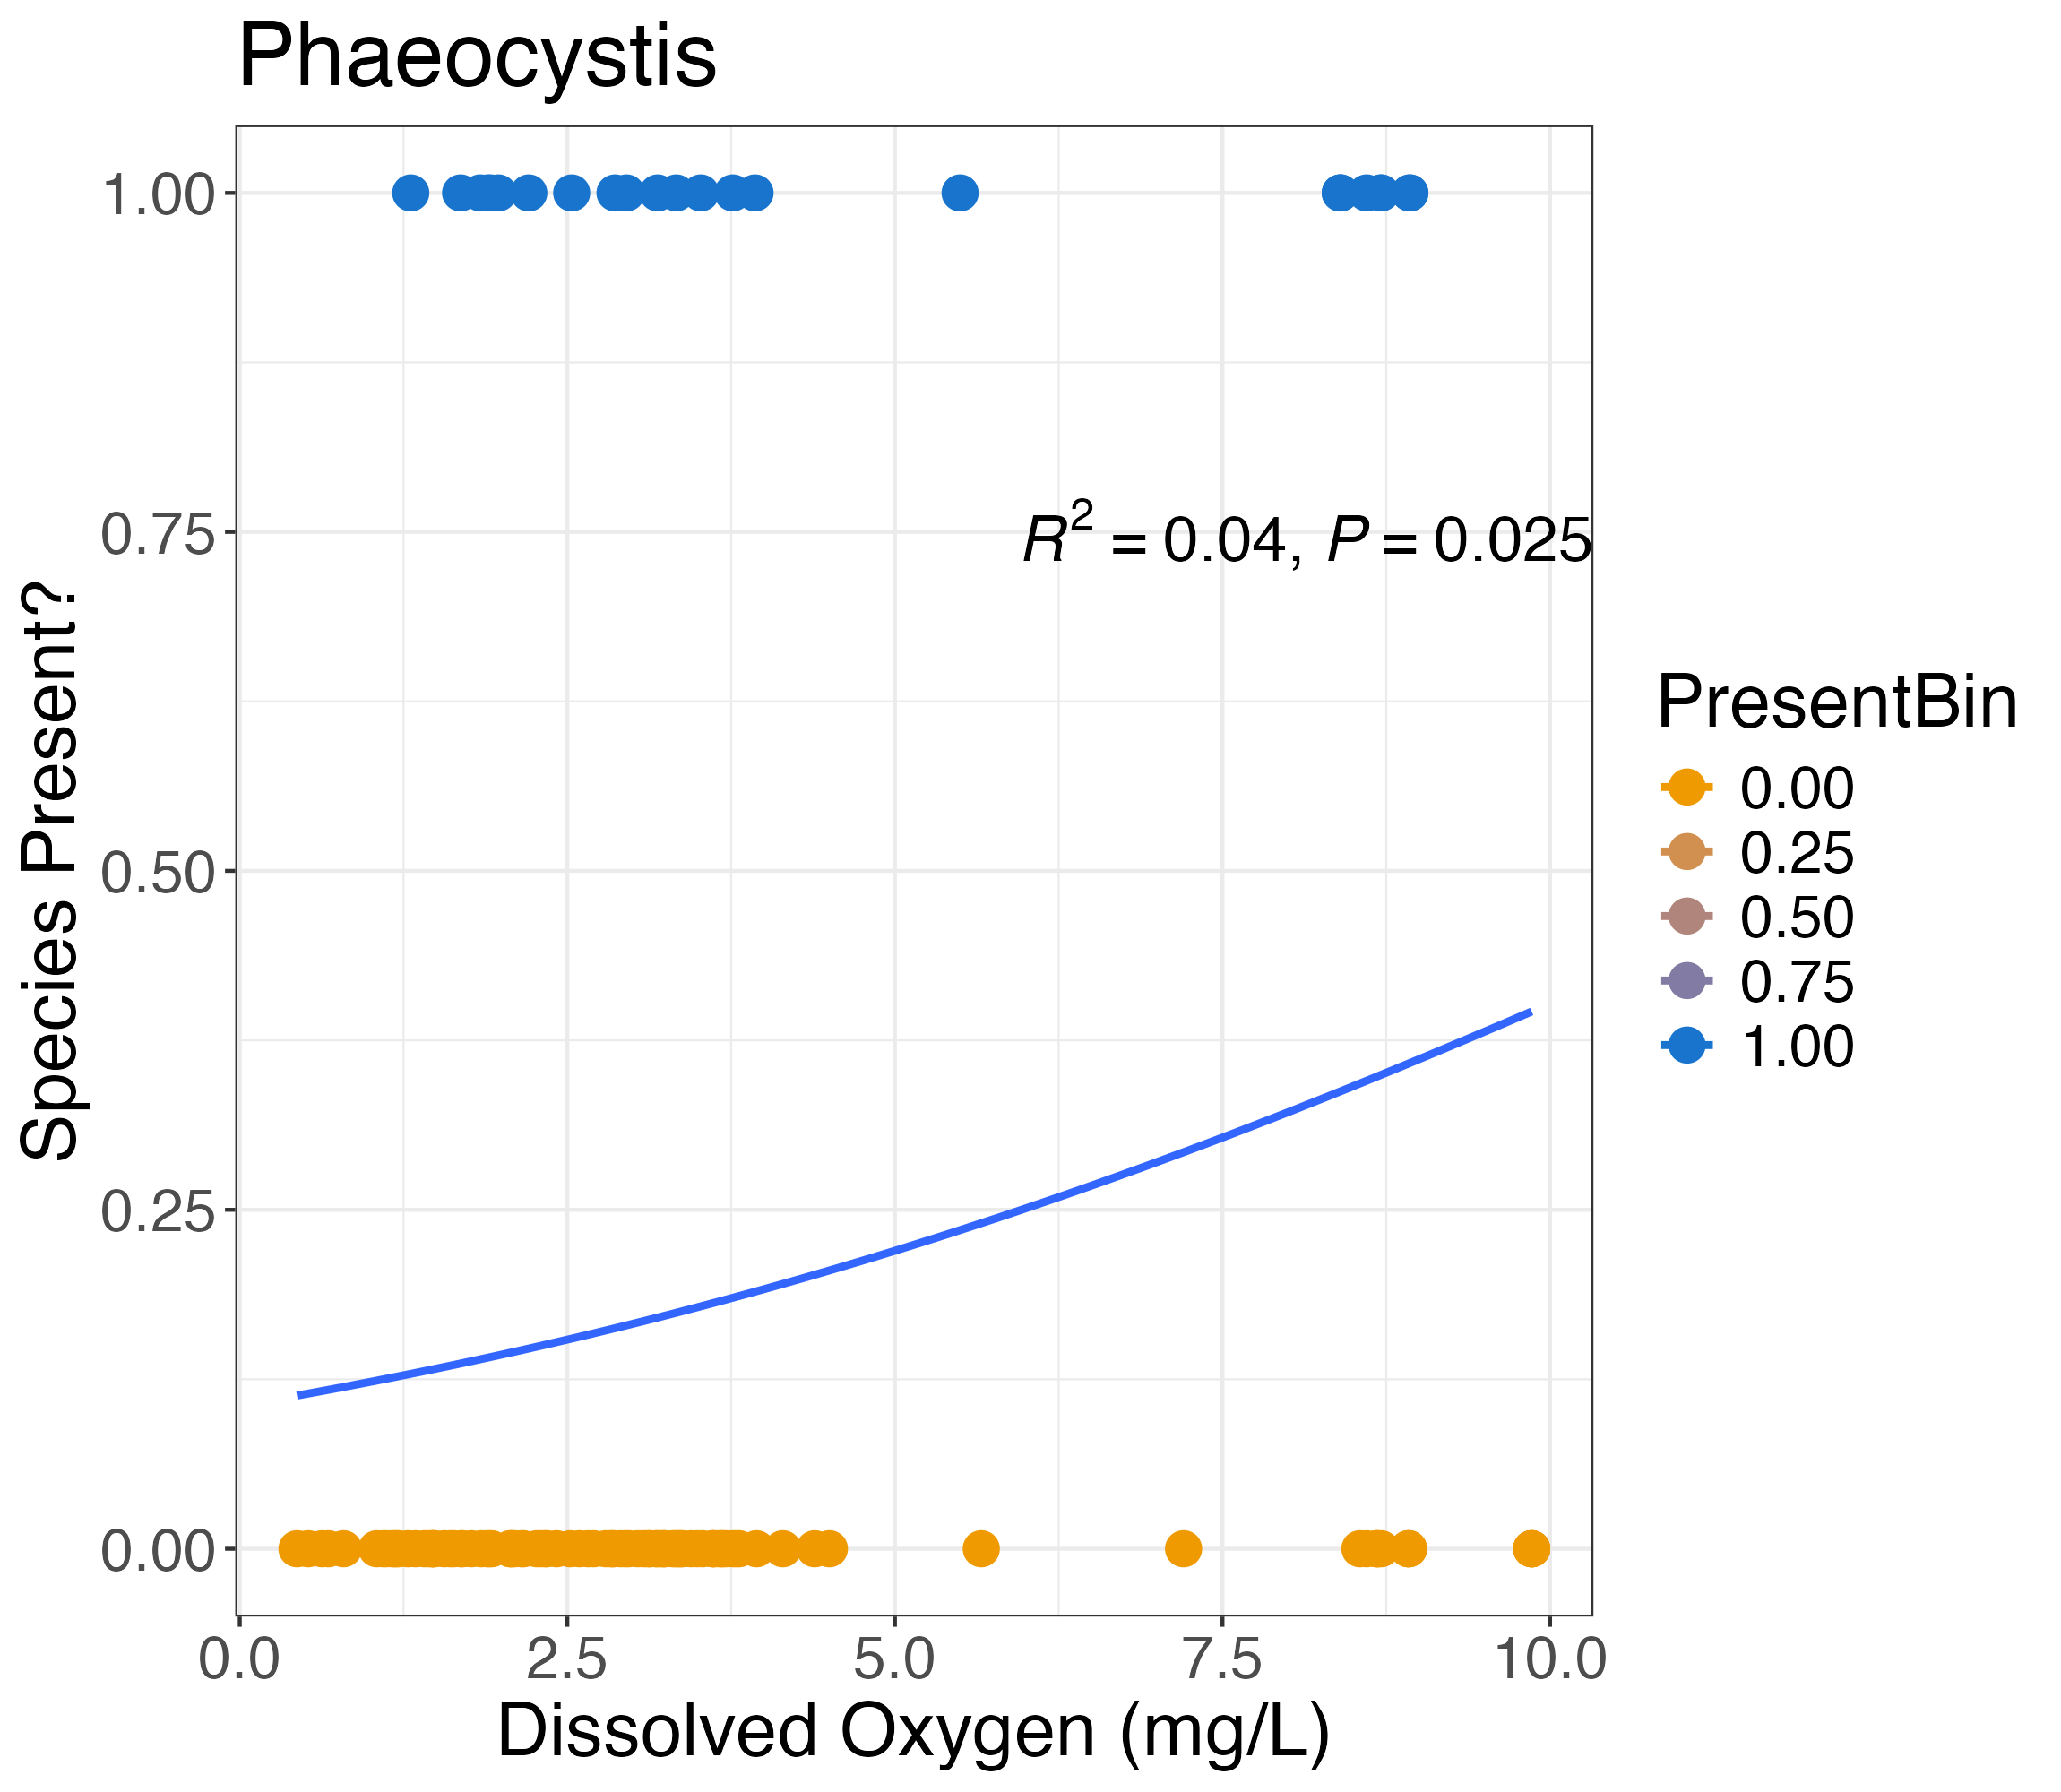 Phaeocystis
1.00
0.75
0.50
0.25
0.00
Species Present?
R² = 0.04, P = 0.025
0.0 2.5 5.0 7.5 10.0
Dissolved Oxygen (mg/L)
PresentBin
0.00
0.25
0.50
0.75
1.00